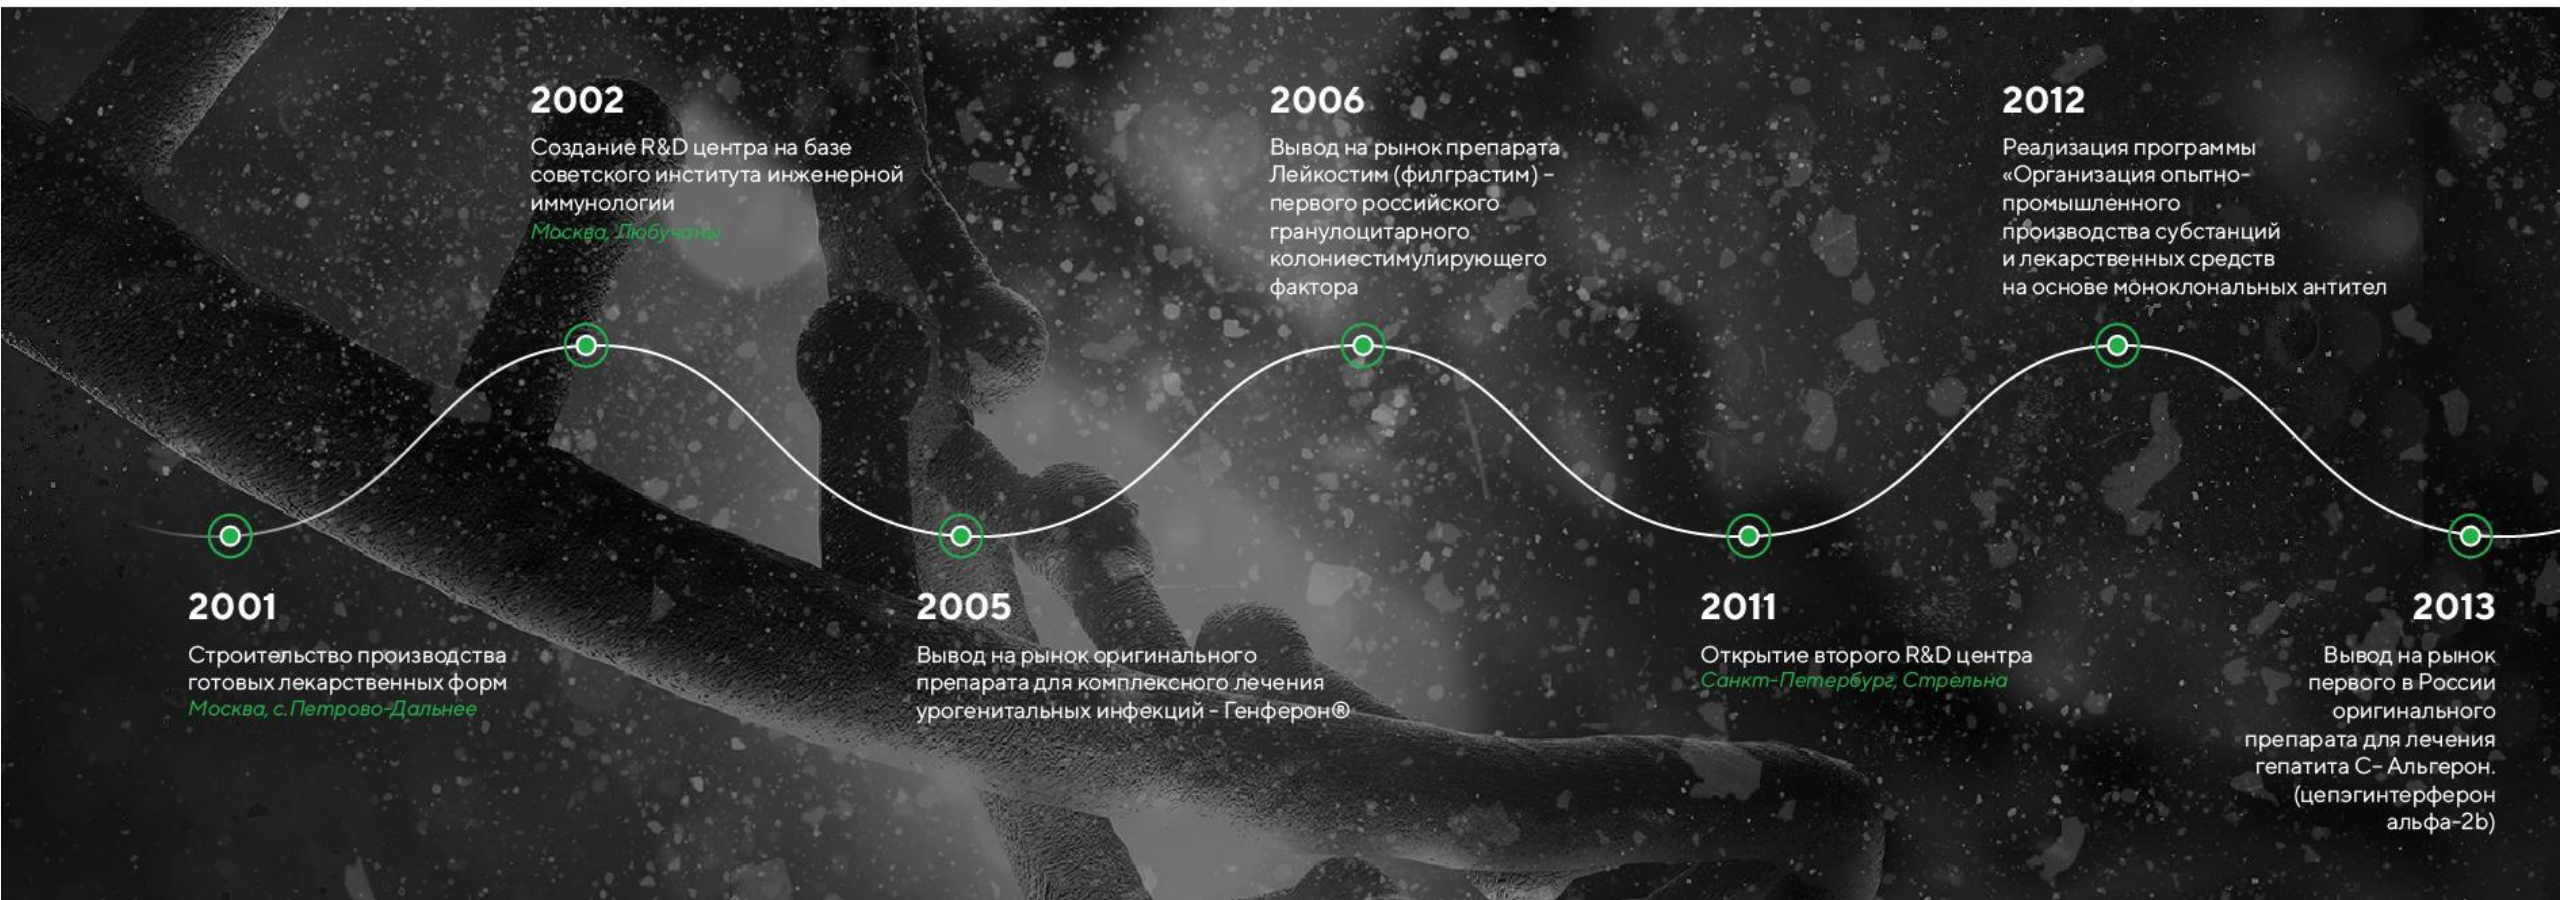 2002
Создание R&D центра на базе
советского института инженерной
иммунологии
Москва, Любучаны
2006
Вывод на рынок препарата
Лейкостим (филграстим) –
первого российского
гранулоцитарного
колониестимулирующего
фактора
2012
Реализация программы
«Организация опытно-
промышленного
производства субстанций
и лекарственных средств
на основе моноклональных антител
2001
Строительство производства
готовых лекарственных форм
Москва, с.Петрово-Дальнее
2005
Вывод на рынок оригинального
препарата для комплексного лечения
урогенитальных инфекций - Генферон®
2011
Открытие второго R&D центра
Санкт-Петербург, Стрельна
2013
Вывод на рынок
первого в России
оригинального
препарата для лечения
гепатита С– Альгерон.
(цепэгинтерферон
альфа-2b)